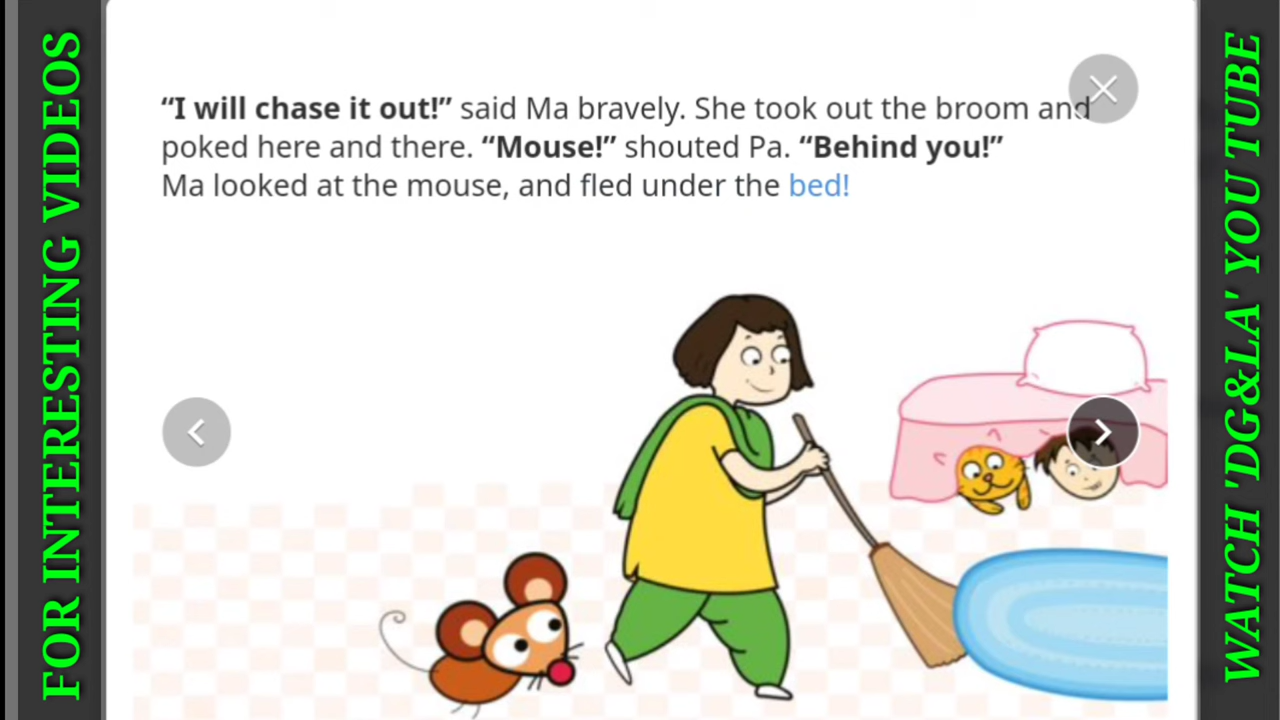 FOR INTERESTING VIDEOS
“I will chase it out!” said Ma bravely. She took out the broom and
poked here and there. “Mouse!” shouted Pa. “Behind you!”
Ma looked at the mouse, and fled under the bed!
WATCH 'DG&LA' YOU TUBE